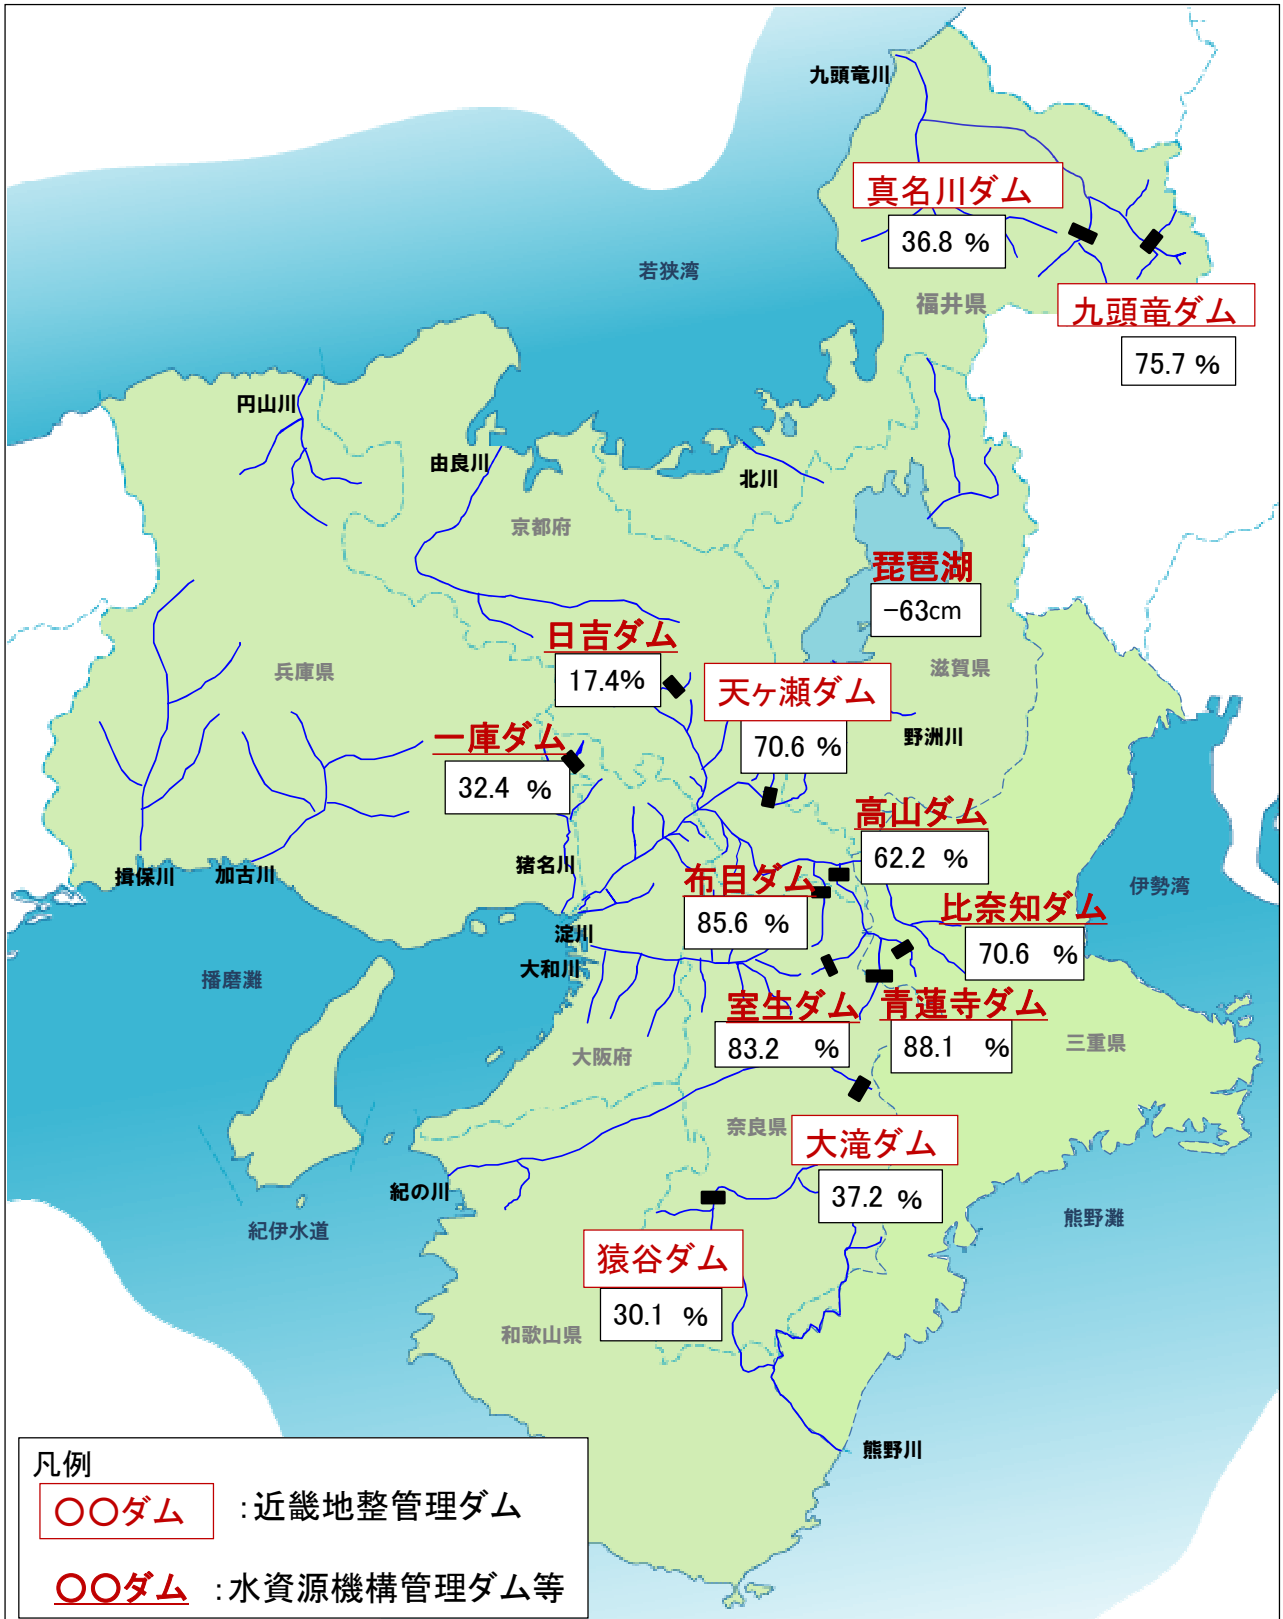 九頭竜川
真名川ダム
36.8 %
若狭湾
福井県
九頭竜ダム
75.7 %
円山川
由良川
北川
京都府
琵琶湖
−63cm
日吉ダム
17.4%
兵庫県
滋賀県
天ヶ瀬ダム
70.6 %
野洲川
一庫ダム
32.4 %
高山ダム
62.2 %
猪名川
揖保川
加古川
布目ダム
85.6 %
伊勢湾
比奈知ダム
70.6 %
淀川
大和川
播磨灘
室生ダム
83.2 %
青蓮寺ダム
88.1 %
大阪府
三重県
奈良県
大滝ダム
37.2 %
紀の川
紀伊水道
熊野灘
猿谷ダム
30.1 %
和歌山県
熊野川
凡例
〇〇ダム :近畿地整管理ダム
〇〇ダム :水資源機構管理ダム等